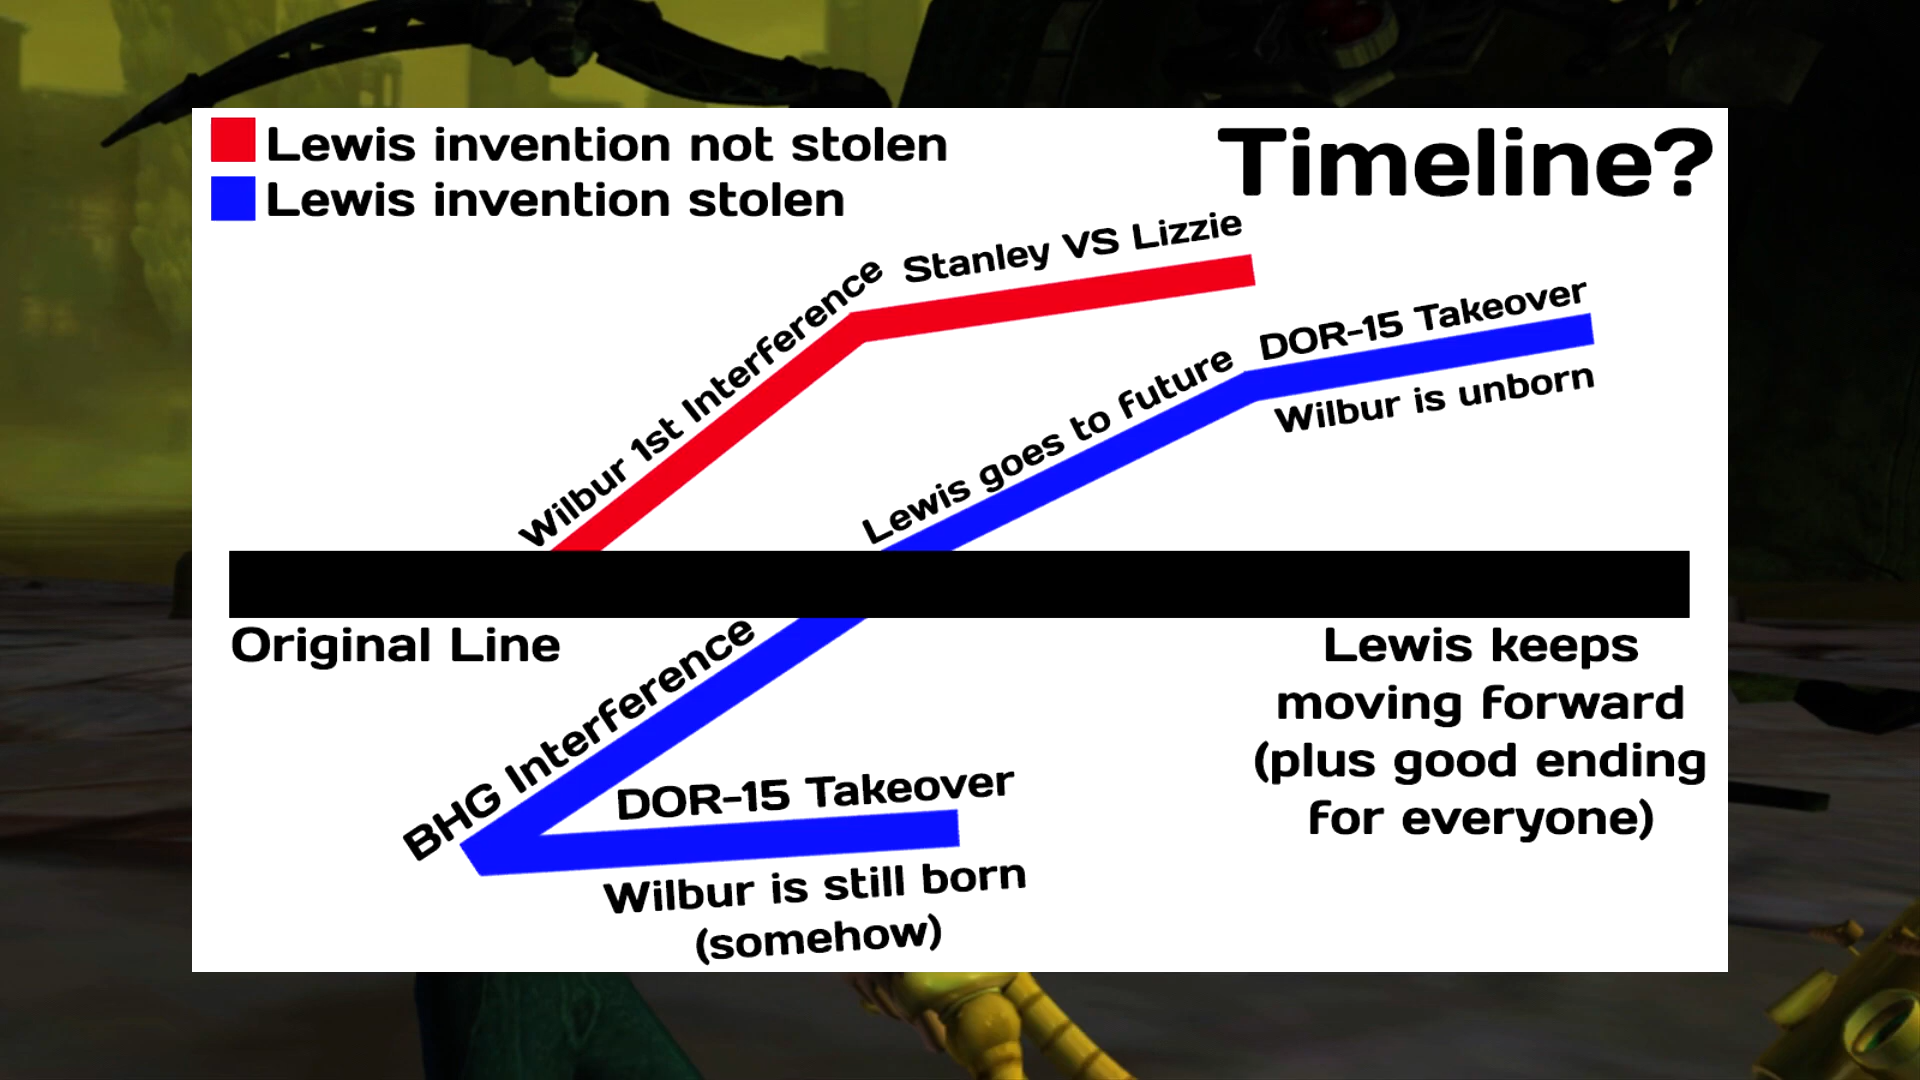 Lewis invention not stolen
Lewis invention stolen
Timeline?
Wilbur 1st Interference
Stanley VS Lizzie
Lewis goes to future
DOR-15 Takeover
Wilbur is unborn
Original Line
BHG Interference
DOR-15 Takeover
Wilbur is still born
(somehow)
Lewis keeps
moving forward
(plus good ending
for everyone)